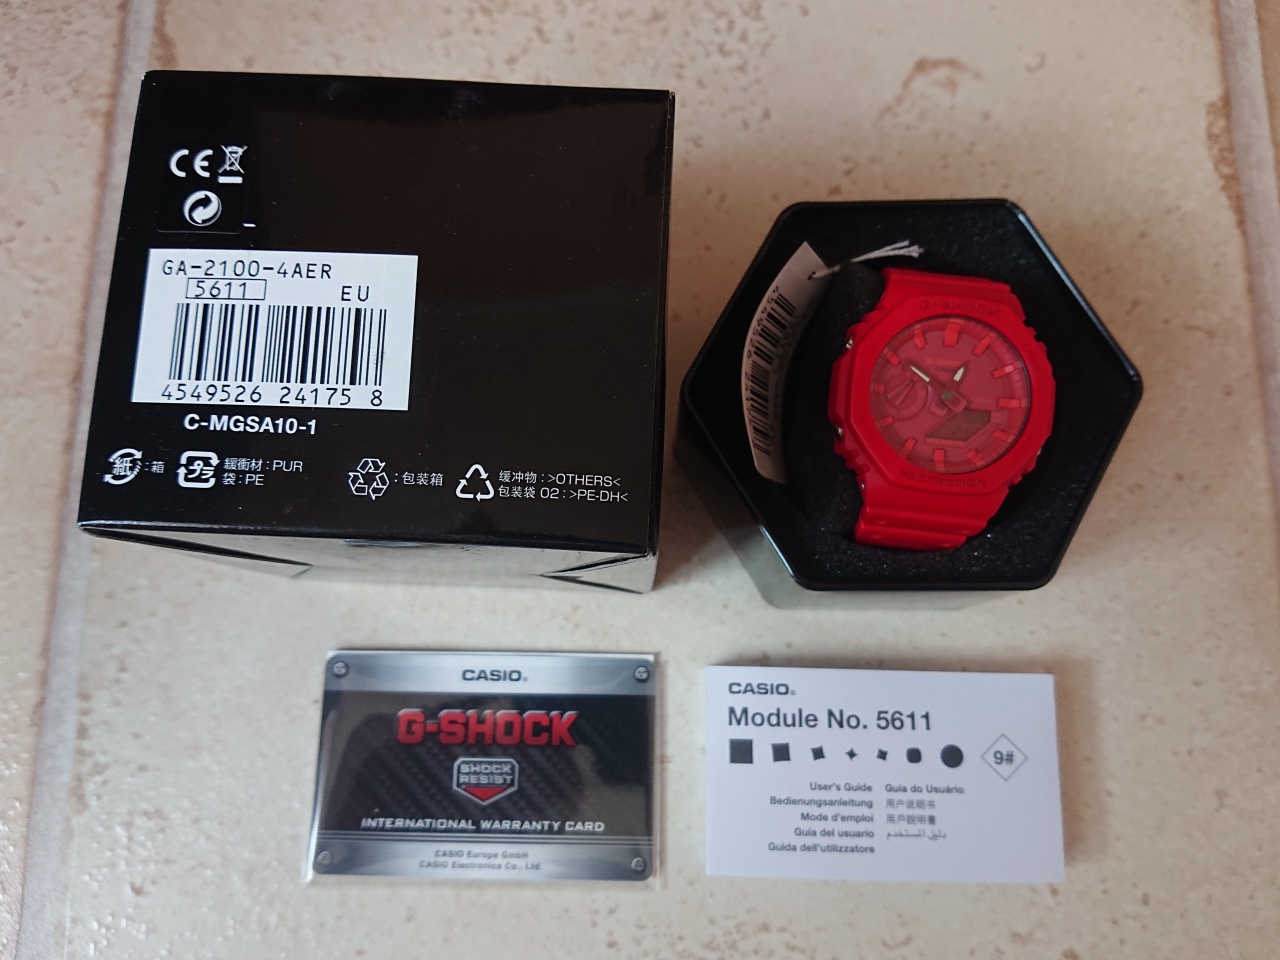 CE
GA-2100-4AER
5611
EU
4549526 24175 8
C-MGSA10-1
紙 : 箱
プラ 緩衝材 : PUR
袋 : PE
: 包装箱
缓冲物 : >OTHERS<
包装袋 02 : >PE-DH<
G-SHOCK
PROTECTION
CASIO
G-SHOCK
SHOCK
RESIST
INTERNATIONAL WARRANTY CARD
CASIO Europe GmbH
CASIO Electronics Co., Ltd.
CASIO
Module No. 5611
9#
User's Guide
Bedienungsanleitung
Mode d'emploi
Guía del usuario
Guida dell'utilizzatore
Guia do Usuário
用户说明书
用戶說明書
دليل المستخدم